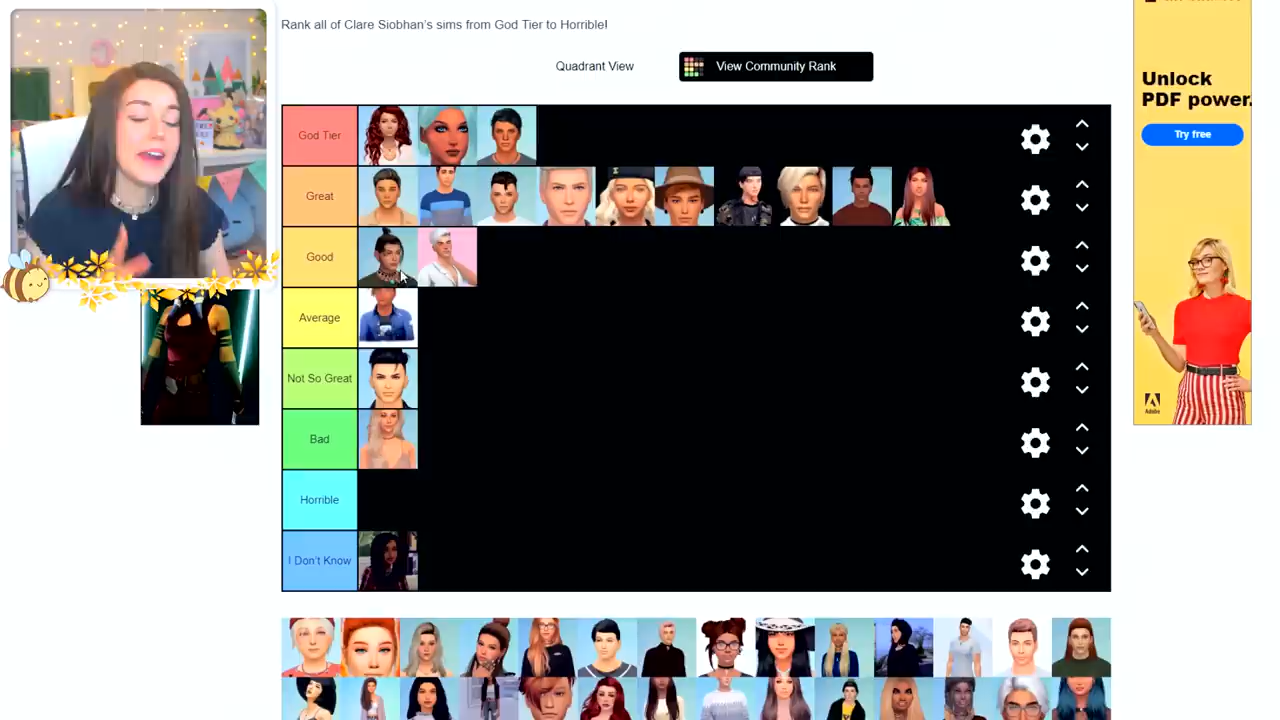 Rank all of Clare Siobhan's sims from God Tier to Horrible!
Quadrant View
View Community Rank
God Tier
Great
Good
Average
Not So Great
Bad
Horrible
I Don't Know
Unlock
PDF power.
Try free
Adobe